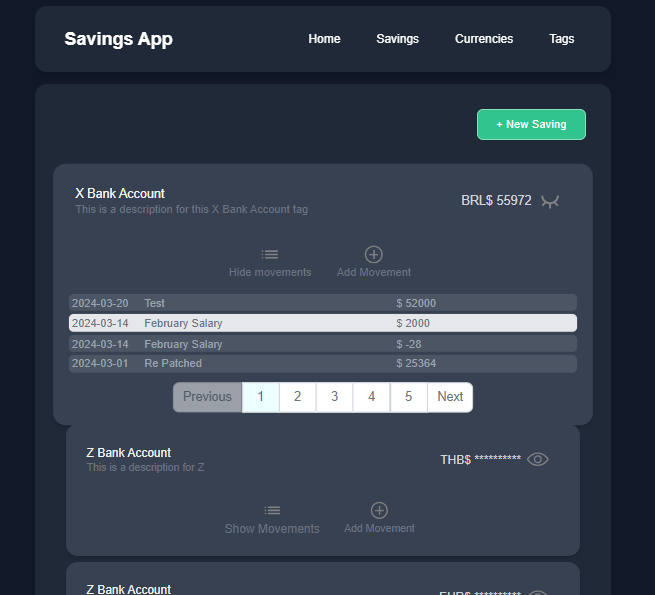 Savings App Home Savings Currencies Tags
+ New Saving
X Bank Account
This is a description for this X Bank Account tag
BRL$ 55972
Hide movements Add Movement
2024-03-20 Test $ 52000
2024-03-14 February Salary $ 2000
2024-03-14 February Salary $ -28
2024-03-01 Re Patched $ 25364
Previous 1 2 3 4 5 Next
Z Bank Account
This is a description for Z
THB$ **********
Show Movements Add Movement
Z Bank Account
EUR$ **********